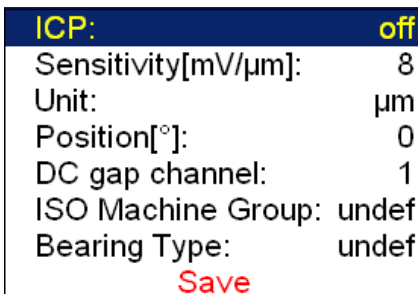 ICP: off
Sensitivity[mV/µm]: 8
Unit: µm
Position[°]: 0
DC gap channel: 1
ISO Machine Group: undef
Bearing Type: undef
Save